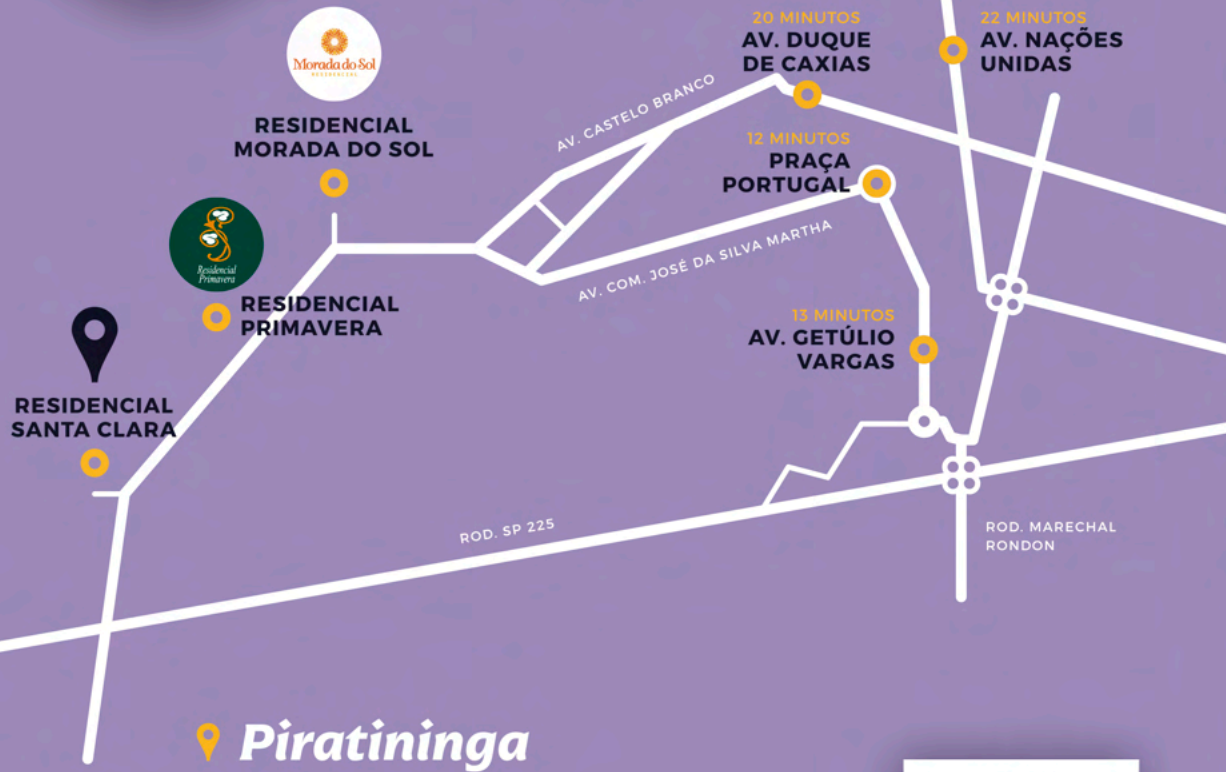 20 MINUTOS
AV. DUQUE
DE CAXIAS
22 MINUTOS
AV. NAÇÕES
UNIDAS
Morada do Sol
RESIDENCIAL
RESIDENCIAL
MORADA DO SOL
AV. CASTELO BRANCO
12 MINUTOS
PRAÇA
PORTUGAL
AV. COM. JOSÉ DA SILVA MARTHA
Residencial
Primavera
RESIDENCIAL
PRIMAVERA
13 MINUTOS
AV. GETÚLIO
VARGAS
RESIDENCIAL
SANTA CLARA
ROD. SP 225
ROD. MARECHAL
RONDON
Piratininga